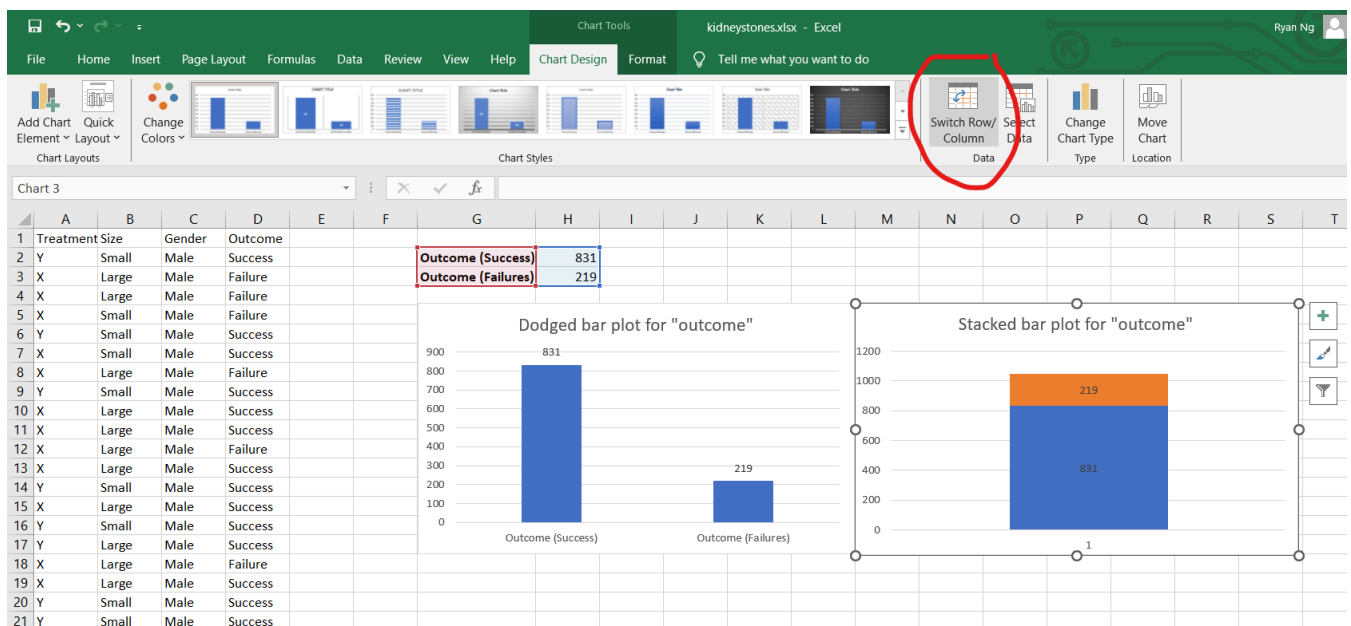 Chart Tools kidneystones.xlsx - Excel Ryan Ng
File Home Insert Page Layout Formulas Data Review View Help Chart Design Format Tell me what you want to do
Add Chart Element Quick Layout Change Colors Switch Row/ Column Select Data Change Chart Type Move Chart
Chart Layouts Chart Styles Data Type Location
Chart 3 fx
A B C D E F G H I J K L M N O P Q R S T
1 Treatment Size Gender Outcome
2 Y Small Male Success Outcome (Success) 831
3 X Large Male Failure Outcome (Failures) 219
4 X Large Male Failure
5 X Small Male Failure
6 Y Small Male Success
7 X Small Male Success
8 X Large Male Failure
9 Y Small Male Success
10 X Large Male Success
11 X Large Male Success
12 X Large Male Failure
13 X Large Male Success
14 Y Small Male Success
15 X Large Male Success
16 Y Small Male Success
17 Y Large Male Success
18 X Large Male Failure
19 X Large Male Success
20 Y Small Male Success
21 Y Small Male Success
Dodged bar plot for "outcome"
900
800
700
600
500
400
300
200
100
0
831
219
Outcome (Success) Outcome (Failures)
Stacked bar plot for "outcome"
1200
1000
800
600
400
200
0
219
831
1